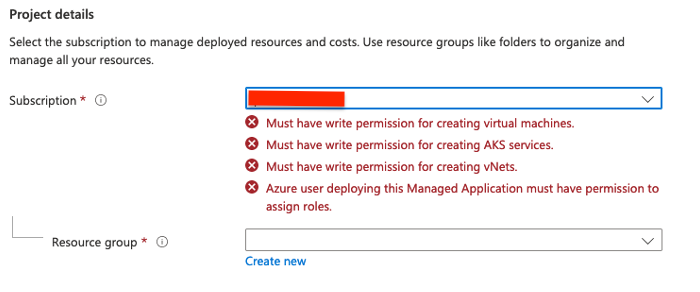 Project details
Select the subscription to manage deployed resources and costs. Use resource groups like folders to organize and
manage all your resources.
Subscription *
Must have write permission for creating virtual machines.
Must have write permission for creating AKS services.
Must have write permission for creating vNets.
Azure user deploying this Managed Application must have permission to
assign roles.
Resource group *
Create new